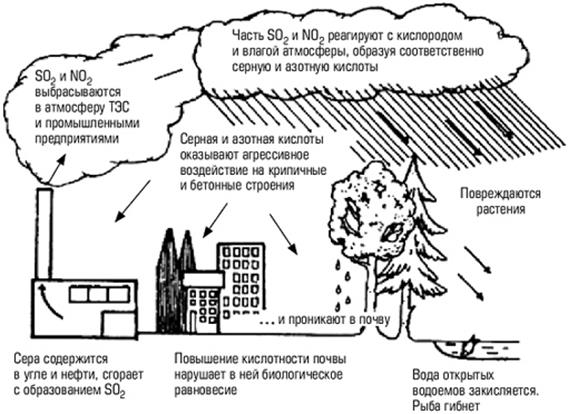 Часть SO2 и NO2 реагируют с кислородом
и влагой атмосферы, образуя соответственно
серную и азотную кислоты
SO2 и NO2
выбрасываются
в атмосферу ТЭС
и промышленными
предприятиями
Серная и азотная кислоты
оказывают агрессивное
воздействие на крипичные
и бетонные строения
Повреждаются
растения
... и проникают в почву
Сера содержится
в угле и нефти, сгорает
с образованием SO2
Повышение кислотности почвы
нарушает в ней биологическое
равновесие
Вода открытых
водоемов закисляется.
Рыба гибнет